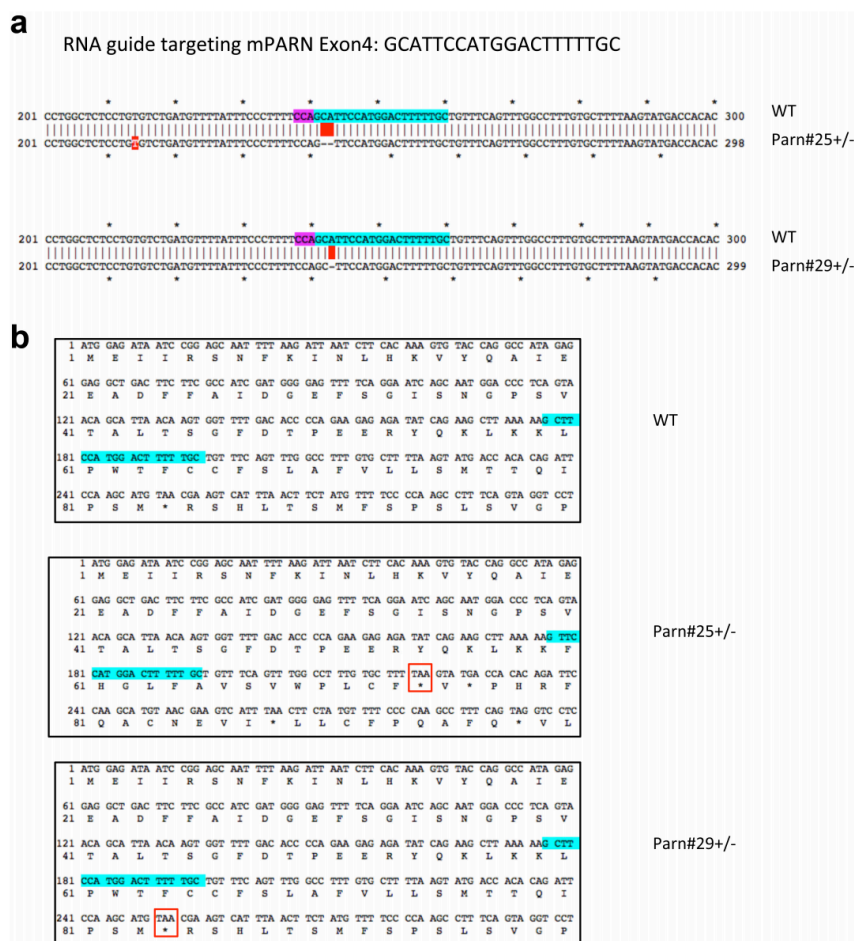 a
RNA guide targeting mPARN Exon4: GCATTCCATGGACTTTTTGC
* * * * * * * * * *
201 CCTGGCTCTCCTGTGTCTGATGTTTTATTTCCCTTTTCCAGCATTCCATGGACTTTTTGCTGTTTCAGTTTGGCCTTTGTGCTTTTAAGTATGACCACAC 300 WT
201 CCTGGCTCTCCTGTGTCTGATGTTTTATTTCCCTTTTCCAG--TTCCATGGACTTTTTGCTGTTTCAGTTTGGCCTTTGTGCTTTTAAGTATGACCACAC 298 Parn#25+/-
* * * * * * * * *
* * * * * * * * * *
201 CCTGGCTCTCCTGTGTCTGATGTTTTATTTCCCTTTTCCAGCATTCCATGGACTTTTTGCTGTTTCAGTTTGGCCTTTGTGCTTTTAAGTATGACCACAC 300 WT
201 CCTGGCTCTCCTGTGTCTGATGTTTTATTTCCCTTTTCCAGC-TTCCATGGACTTTTTGCTGTTTCAGTTTGGCCTTTGTGCTTTTAAGTATGACCACAC 299 Parn#29+/-
* * * * * * * * *
b
1 ATG GAG ATA ATC CGG AGC AAT TTT AAG ATT AAT CTT CAC AAA GTG TAC CAG GCC ATA GAG
1 M E I I R S N F K I N L H K V Y Q A I E
61 GAG GCT GAC TTC TTC GCC ATC GAT GGG GAG TTT TCA GGA ATC AGC AAT GGA CCC TCA GTA
21 E A D F F A I D G E F S G I S N G P S V
121 ACA GCA TTA ACA AGT GGT TTT GAC ACC CCA GAA GAG AGA TAT CAG AAG CTT AAA AAG CTT
41 T A L T S G F D T P E E R Y Q K L K K L
181 CCA TGG ACT TTT TGC TGT TTC AGT TTG GCC TTT GTG CTT TTA AGT ATG ACC ACA CAG ATT
61 P W T F C C F S L A F V L L S M T T Q I
241 CCA AGC ATG TAA CGA AGT CAT TTA ACT TCT ATG TTT TCC CCA AGC CTT TCA GTA GGT CCT
81 P S M * R S H L T S M F S P S L S V G P
WT
1 ATG GAG ATA ATC CGG AGC AAT TTT AAG ATT AAT CTT CAC AAA GTG TAC CAG GCC ATA GAG
1 M E I I R S N F K I N L H K V Y Q A I E
61 GAG GCT GAC TTC TTC GCC ATC GAT GGG GAG TTT TCA GGA ATC AGC AAT GGA CCC TCA GTA
21 E A D F F A I D G E F S G I S N G P S V
121 ACA GCA TTA ACA AGT GGT TTT GAC ACC CCA GAA GAG AGA TAT CAG AAG CTT AAA AAG TTC
41 T A L T S G F D T P E E R Y Q K L K K F
181 CAT GGA CTT TTT GCT GTT TCA GTT TGG CCT TTG TGC TTT TAA GTA TGA CCA CAC AGA TTC
61 H G L F A V S V W P L C F * V * P H R F
241 CAA GCA TGT AAC GAA GTC ATT TAA CTT CTA TGT TTT CCC CAA GCC TTT CAG TAG GTC CTC
81 Q A C N E V I * L L C F P Q A F Q * V L
Parn#25+/-
1 ATG GAG ATA ATC CGG AGC AAT TTT AAG ATT AAT CTT CAC AAA GTG TAC CAG GCC ATA GAG
1 M E I I R S N F K I N L H K V Y Q A I E
61 GAG GCT GAC TTC TTC GCC ATC GAT GGG GAG TTT TCA GGA ATC AGC AAT GGA CCC TCA GTA
21 E A D F F A I D G E F S G I S N G P S V
121 ACA GCA TTA ACA AGT GGT TTT GAC ACC CCA GAA GAG AGA TAT CAG AAG CTT AAA AAG CTT
41 T A L T S G F D T P E E R Y Q K L K K L
181 CCA TGG ACT TTT TGC TGT TTC AGT TTG GCC TTT GTG CTT TTA AGT ATG ACC ACA CAG ATT
61 P W T F C C F S L A F V L L S M T T Q I
241 CCA AGC ATG TAA CGA AGT CAT TTA ACT TCT ATG TTT TCC CCA AGC CTT TCA GTA GGT CCT
81 P S M * R S H L T S M F S P S L S V G P
Parn#29+/-